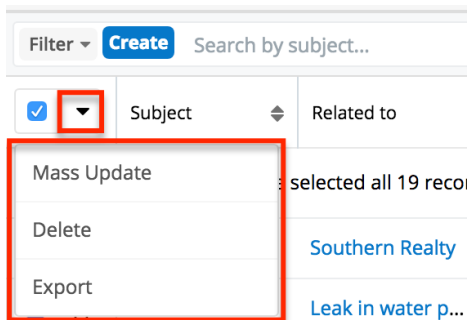 Filter Create Search by subject...
Subject Related to
Mass Update
selected all 19 recor
Delete
Southern Realty
Export
Leak in water p...